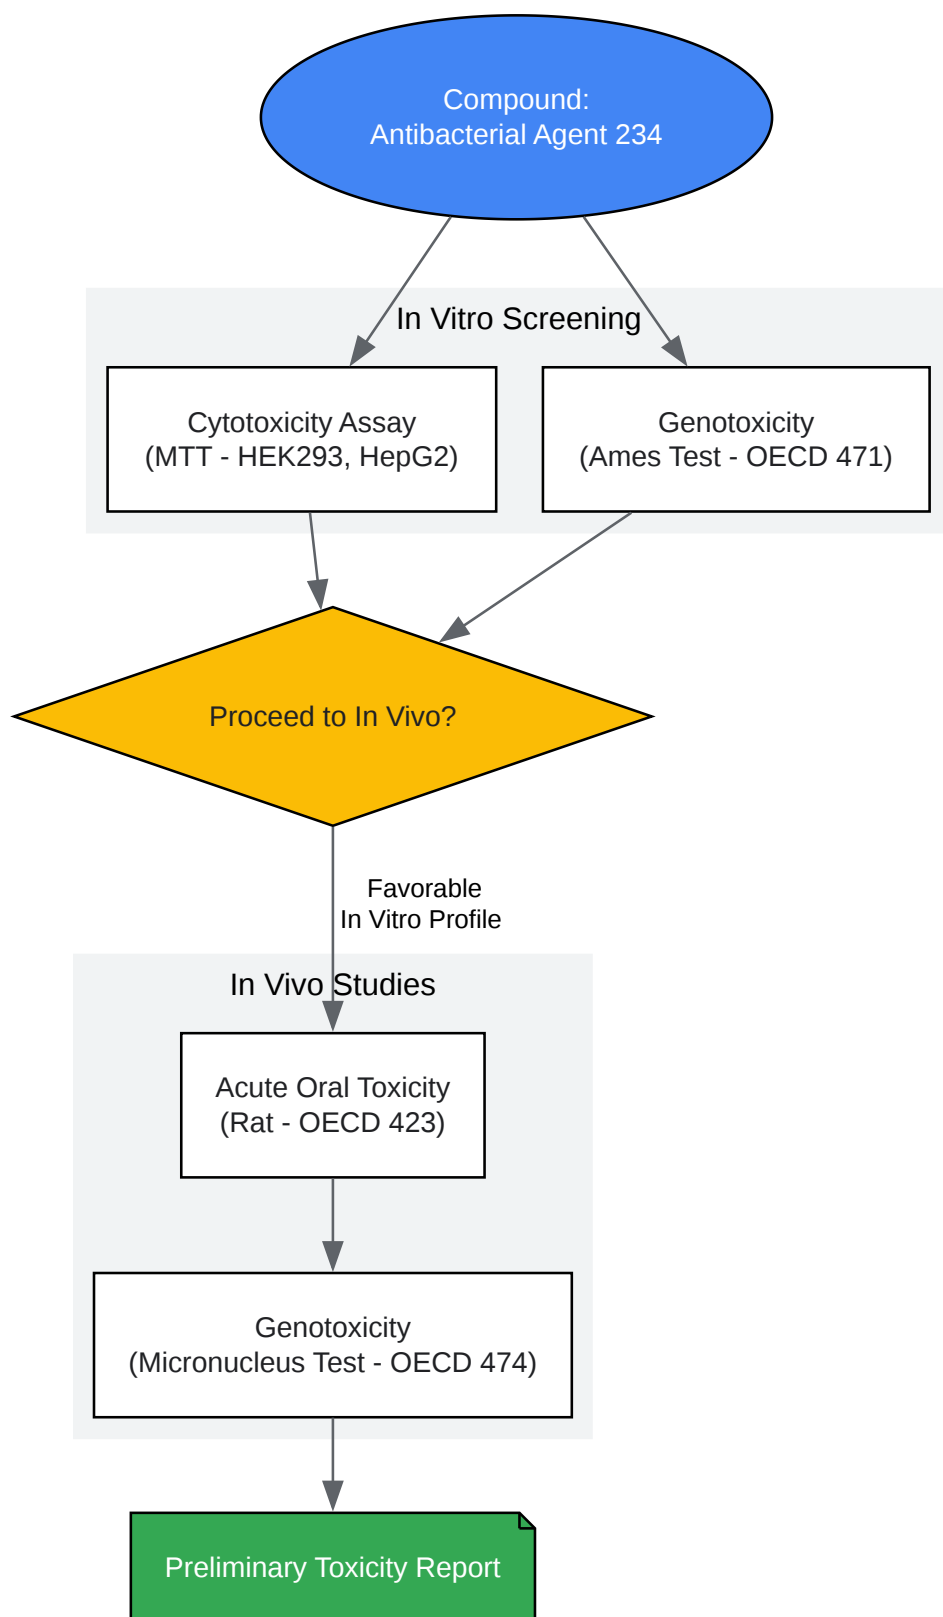 Compound:
Antibacterial Agent 234
In Vitro Screening
Cytotoxicity Assay
(MTT - HEK293, HepG2)
Genotoxicity
(Ames Test - OECD 471)
Proceed to In Vivo?
Favorable
In Vitro Profile
In Vivo Studies
Acute Oral Toxicity
(Rat - OECD 423)
Genotoxicity
(Micronucleus Test - OECD 474)
Preliminary Toxicity Report